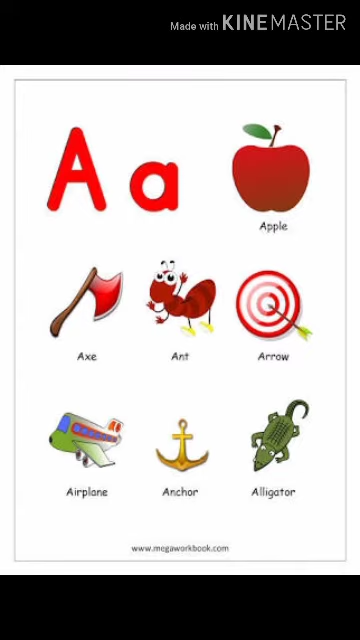 Made with KINEMASTER
A a
Apple
Axe Ant Arrow
Airplane Anchor Alligator
www.megaworkbook.com